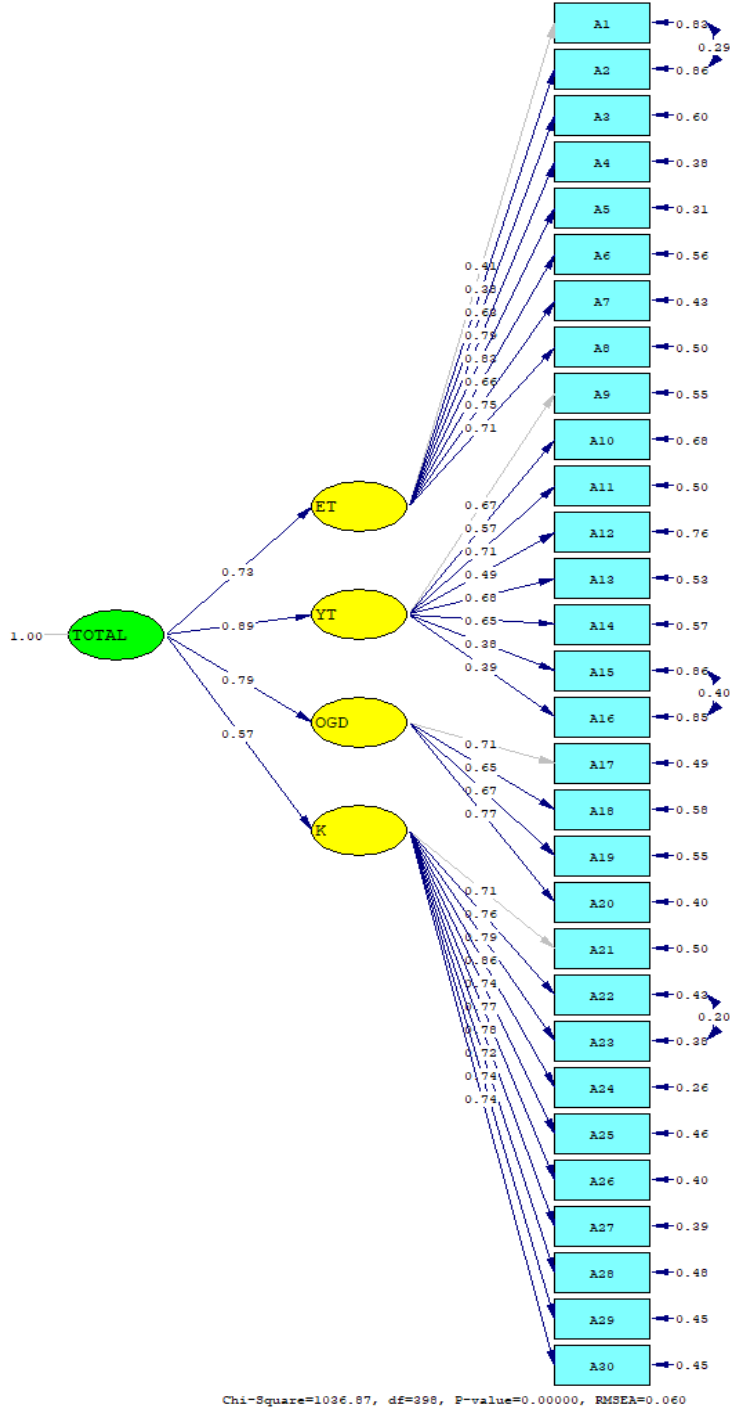 A1 0.83
0.29
A2 0.86
A3 0.60
A4 0.38
A5 0.31
A6 0.56
0.41
0.38
A7 0.43
0.68
0.79
A8 0.50
0.83
0.66
A9 0.55
0.75
0.71
A10 0.68
A11 0.50
ET 0.67
0.57
A12 0.76
0.71
0.73 0.49
A13 0.53
0.68
YT 0.65
A14 0.57
0.89
1.00 TOTAL
0.38
0.39
A15 0.86
0.79
0.40
A16 0.85
OGD
0.57
0.71
A17 0.49
0.65
0.67
A18 0.58
0.77
K
A19 0.55
0.71
A20 0.40
0.76
0.79
A21 0.50
0.86
0.74
A22 0.43
0.77
0.20
0.78
A23 0.38
0.72
0.74
A24 0.26
0.74
A25 0.46
A26 0.40
A27 0.39
A28 0.48
A29 0.45
A30 0.45
Chi-Square=1036.87, df=398, P-value=0.00000, RMSEA=0.060